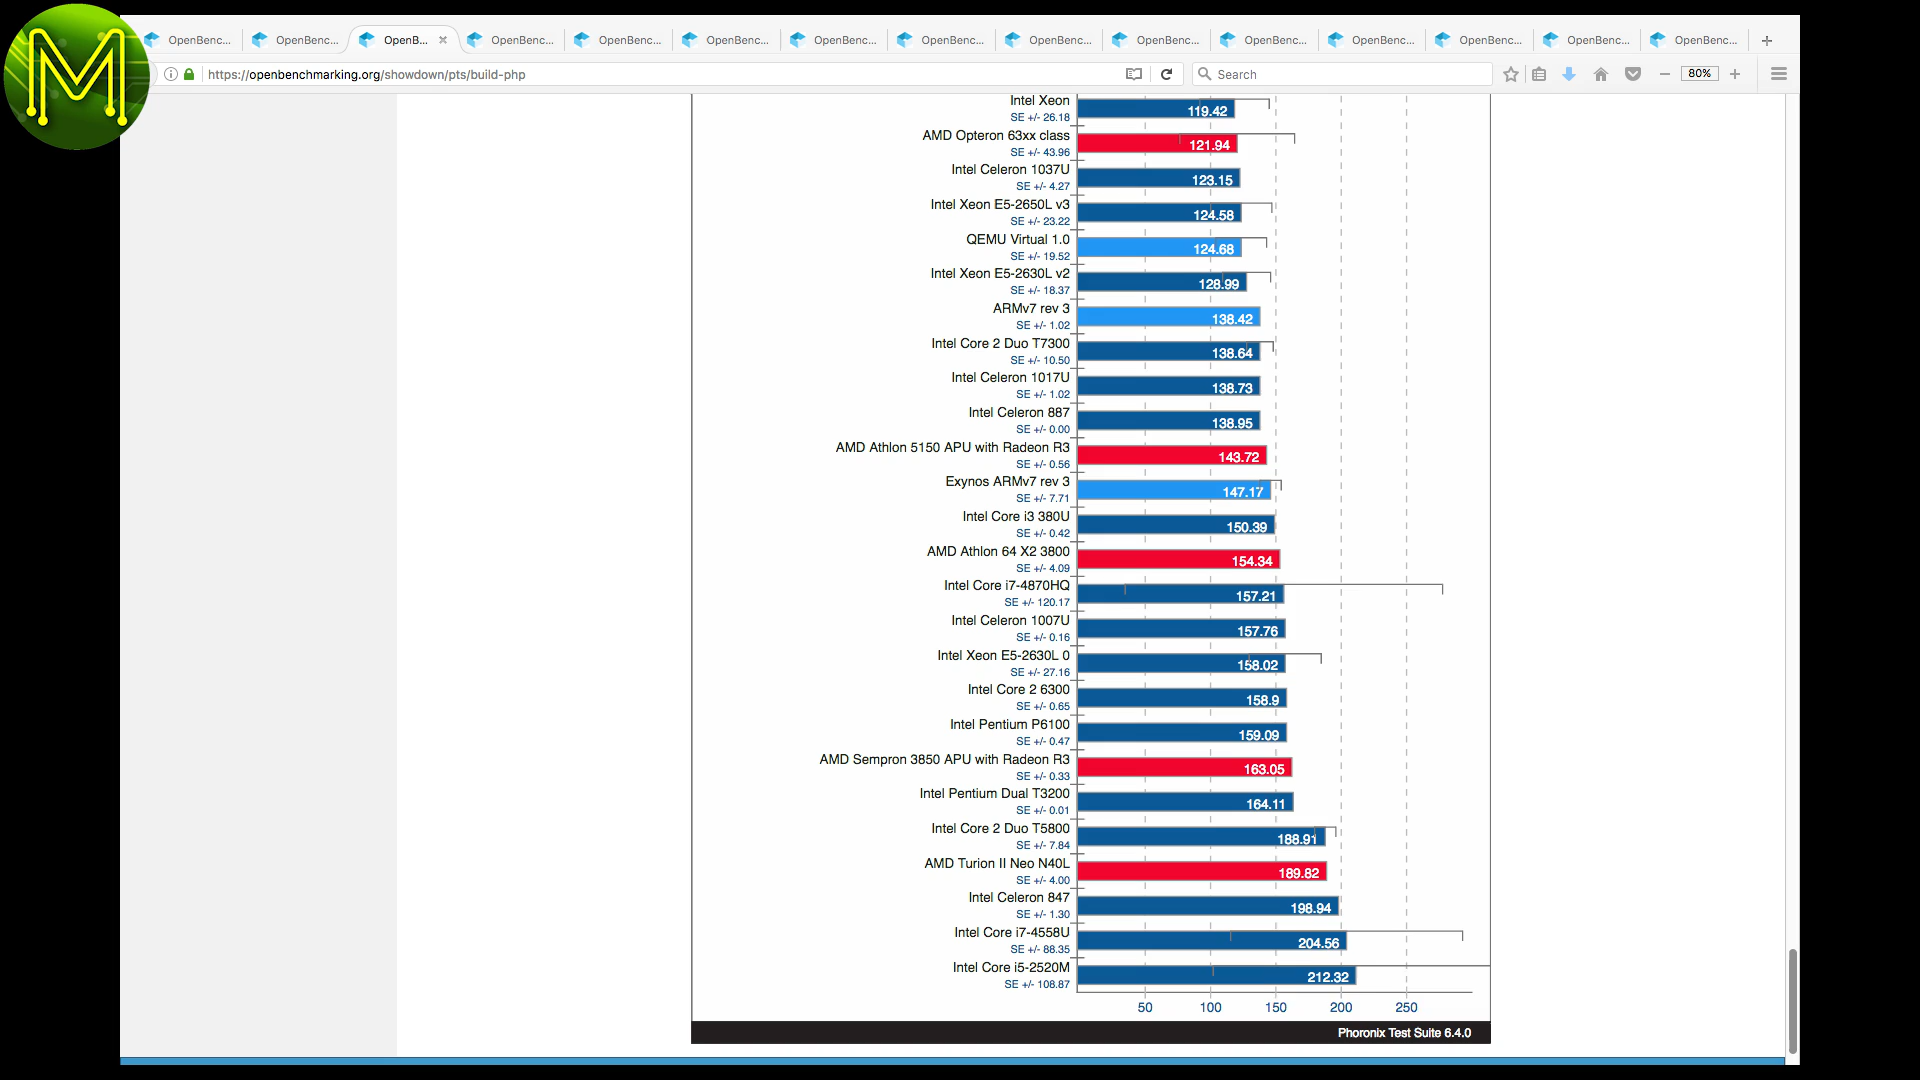 M
OpenBenc...
OpenBenc...
OpenB...
OpenBenc...
OpenBenc...
OpenBenc...
OpenBenc...
OpenBenc...
OpenBenc...
OpenBenc...
OpenBenc...
OpenBenc...
OpenBenc...
OpenBenc...
OpenBenc...
https://openbenchmarking.org/showdown/pts/build-php
Search
80%
Intel Xeon
SE +/- 26.18
119.42
AMD Opteron 63xx class
SE +/- 43.96
121.94
Intel Celeron 1037U
SE +/- 4.27
123.15
Intel Xeon E5-2650L v3
SE +/- 23.22
124.58
QEMU Virtual 1.0
SE +/- 19.52
124.68
Intel Xeon E5-2630L v2
SE +/- 18.37
128.99
ARMv7 rev 3
SE +/- 1.02
138.42
Intel Core 2 Duo T7300
SE +/- 10.50
138.64
Intel Celeron 1017U
SE +/- 1.02
138.73
Intel Celeron 887
SE +/- 0.00
138.95
AMD Athlon 5150 APU with Radeon R3
SE +/- 0.56
143.72
Exynos ARMv7 rev 3
SE +/- 7.71
147.17
Intel Core i3 380U
SE +/- 0.42
150.39
AMD Athlon 64 X2 3800
SE +/- 4.09
154.34
Intel Core i7-4870HQ
SE +/- 120.17
157.21
Intel Celeron 1007U
SE +/- 0.16
157.76
Intel Xeon E5-2630L 0
SE +/- 27.16
158.02
Intel Core 2 6300
SE +/- 0.65
158.9
Intel Pentium P6100
SE +/- 0.47
159.09
AMD Sempron 3850 APU with Radeon R3
SE +/- 0.33
163.05
Intel Pentium Dual T3200
SE +/- 0.01
164.11
Intel Core 2 Duo T5800
SE +/- 7.84
188.91
AMD Turion II Neo N40L
SE +/- 4.00
189.82
Intel Celeron 847
SE +/- 1.30
198.94
Intel Core i7-4558U
SE +/- 88.35
204.56
Intel Core i5-2520M
SE +/- 108.87
212.32
50 100 150 200 250
Phoronix Test Suite 6.4.0